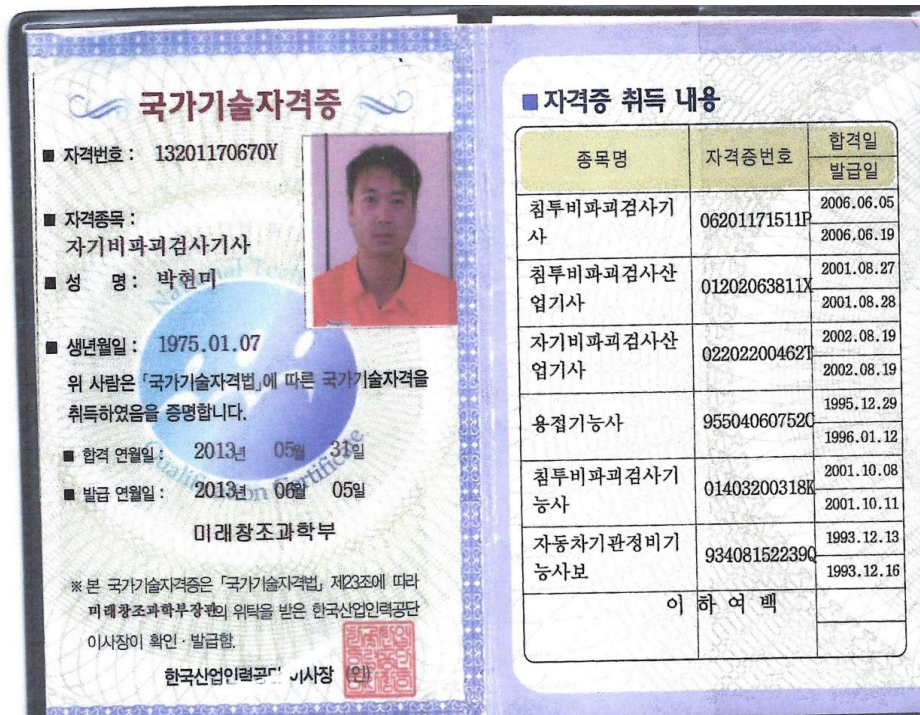 국가기술자격증
■ 자격번호 : 13201170670Y
■ 자격종목 :
자기비파괴검사기사
■ 성 명 : 박현미
■ 생년월일 : 1975.01.07
위 사람은 「국가기술자격법」에 따른 국가기술자격을
취득하였음을 증명합니다.
■ 합격 연월일 : 2013년 05월 31일
■ 발급 연월일 : 2013년 06월 05일
미래창조과학부
※ 본 국가기술자격증은 「국가기술자격법」 제23조에 따라
미래창조과학부장관의 위탁을 받은 한국산업인력공단
이사장이 확인·발급함.
한국산업인력공단 이사장 (인)
National
Qualification Certificate
■ 자격증 취득 내용
종목명 자격증번호 합격일
발급일
침투비파괴검사기
사 06201171511P 2006.06.05
2006.06.19
침투비파괴검사산
업기사 01202063811X 2001.08.27
2001.08.28
자기비파괴검사산
업기사 02202200462T 2002.08.19
2002.08.19
용접기능사 95504060752C 1995.12.29
1996.01.12
침투비파괴검사기
능사 01403200318K 2001.10.08
2001.10.11
자동차기관정비기
능사보 93408152239Q 1993.12.13
1993.12.16
이 하 여 백